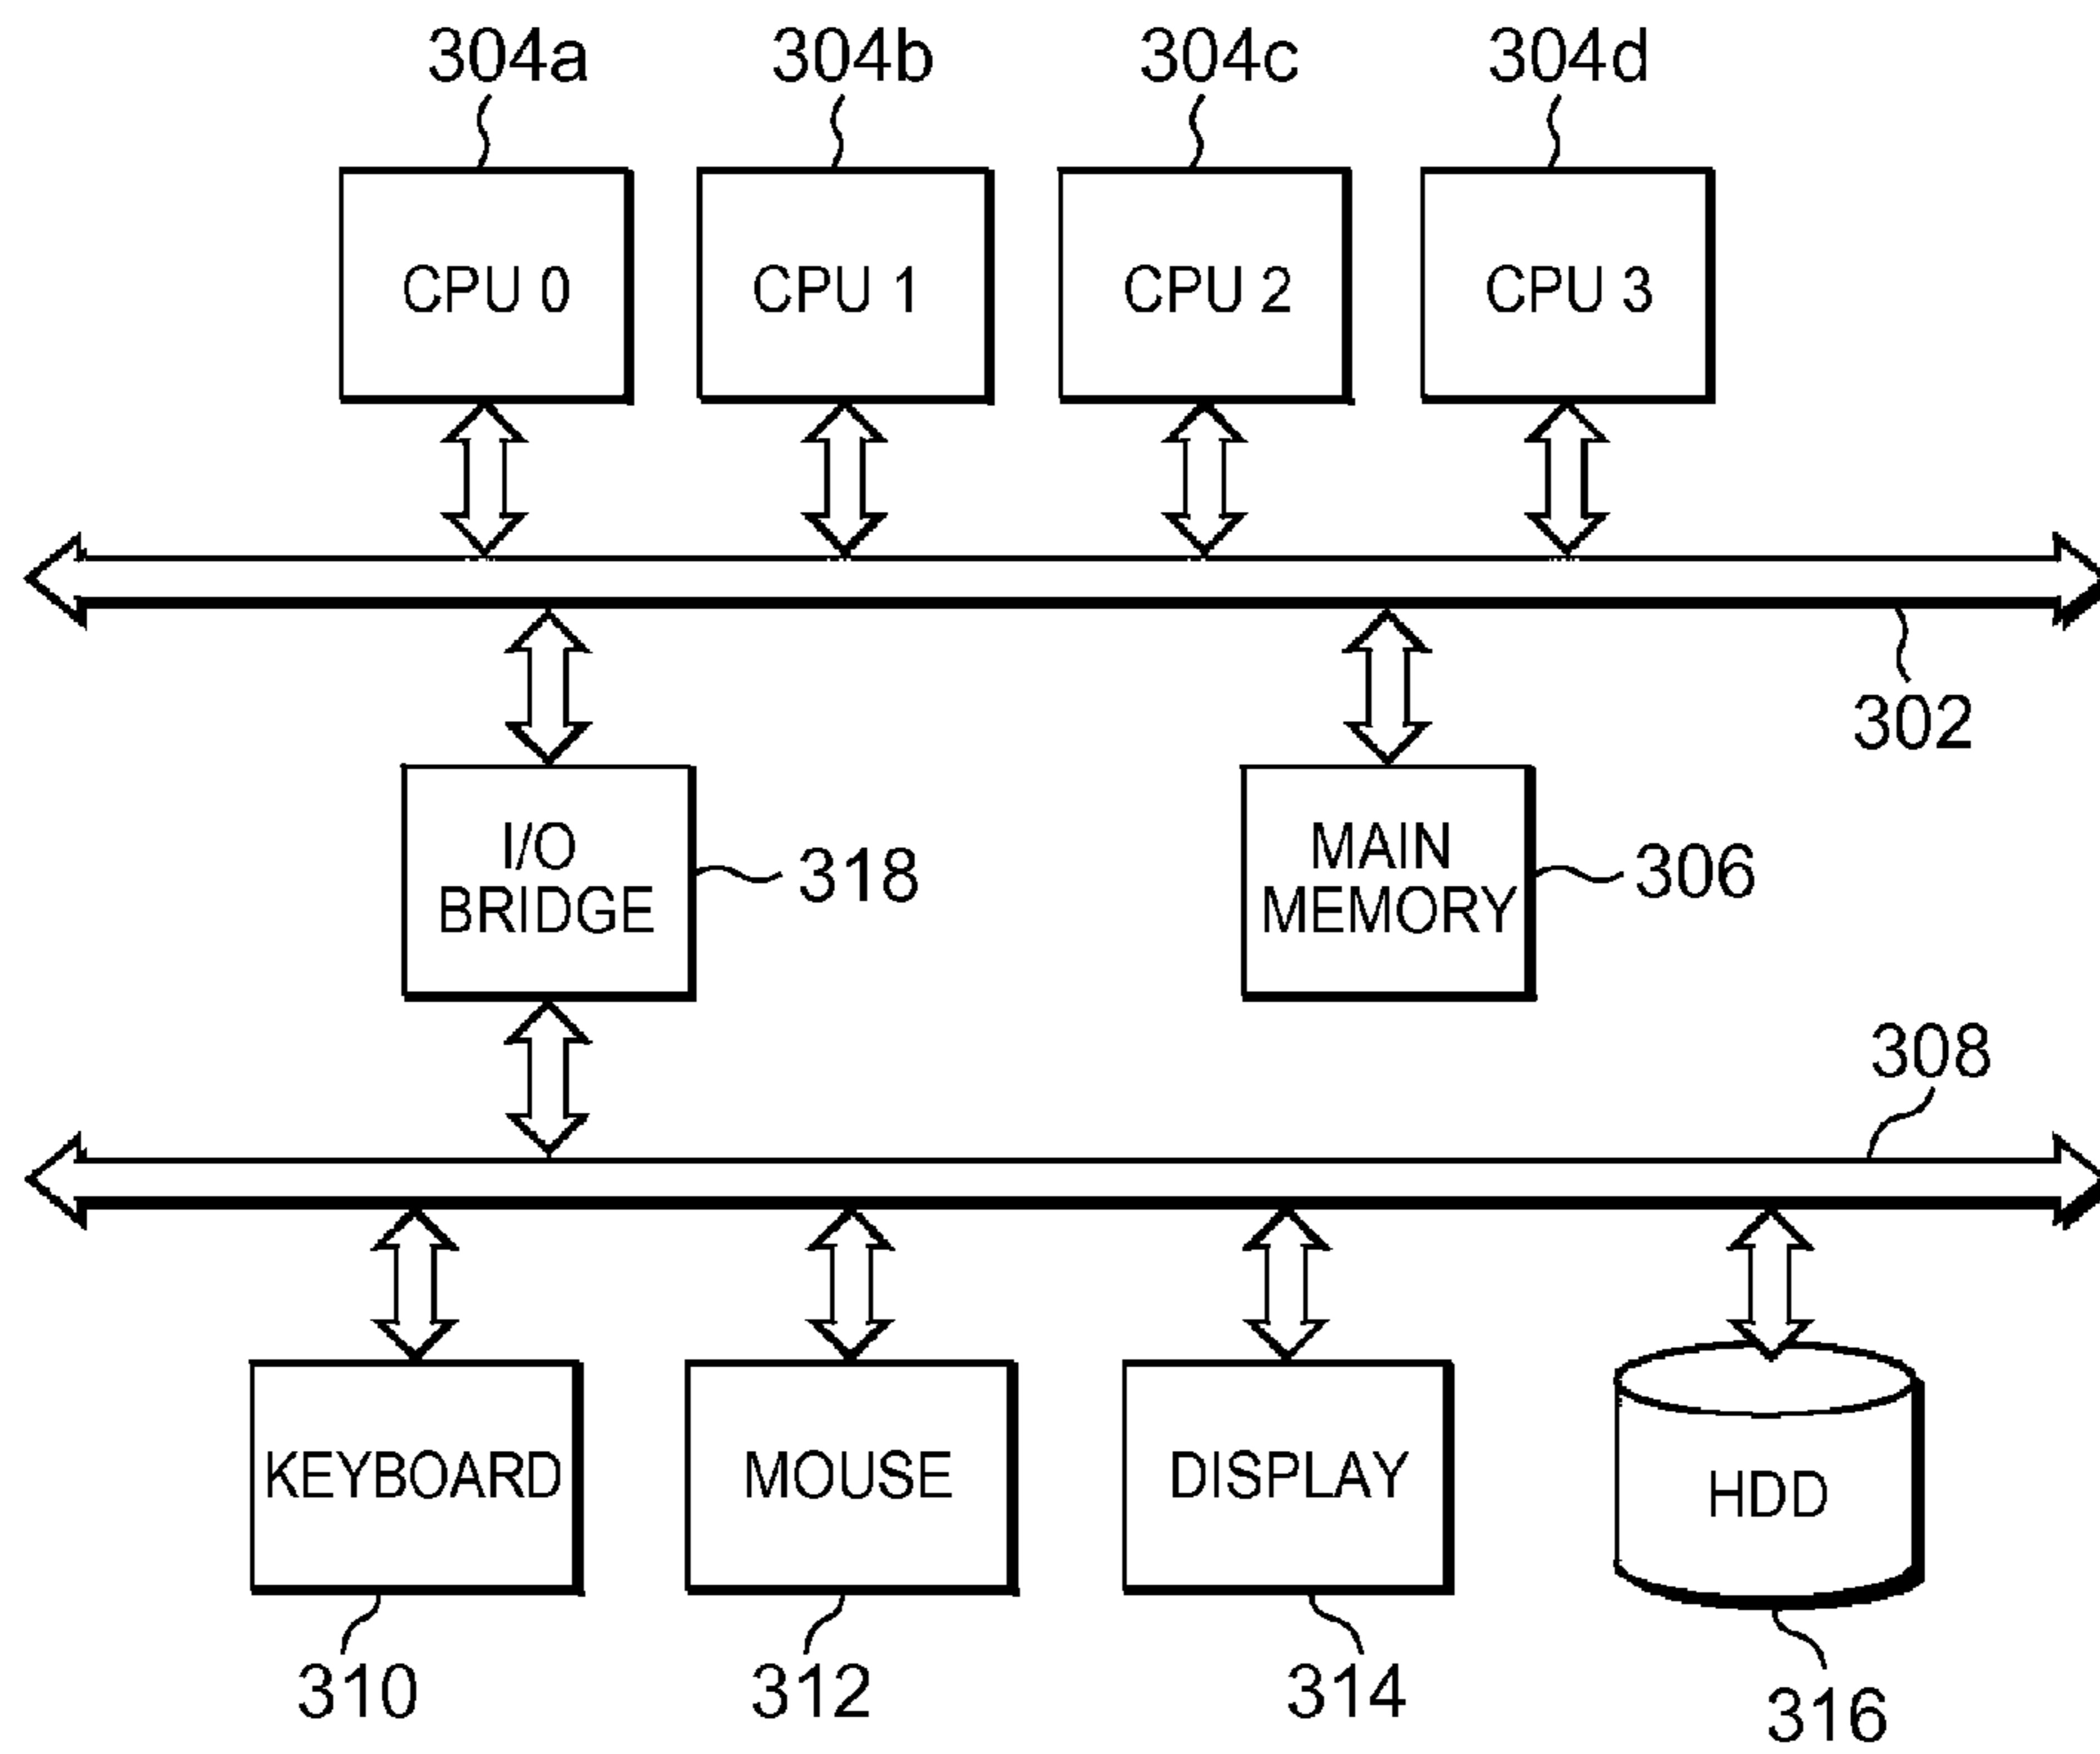 304a
304b
304c
304d
CPU 0
CPU 1
CPU 2
CPU 3
302
I/O
BRIDGE
318
MAIN
MEMORY
306
308
KEYBOARD
MOUSE
DISPLAY
HDD
310
312
314
316